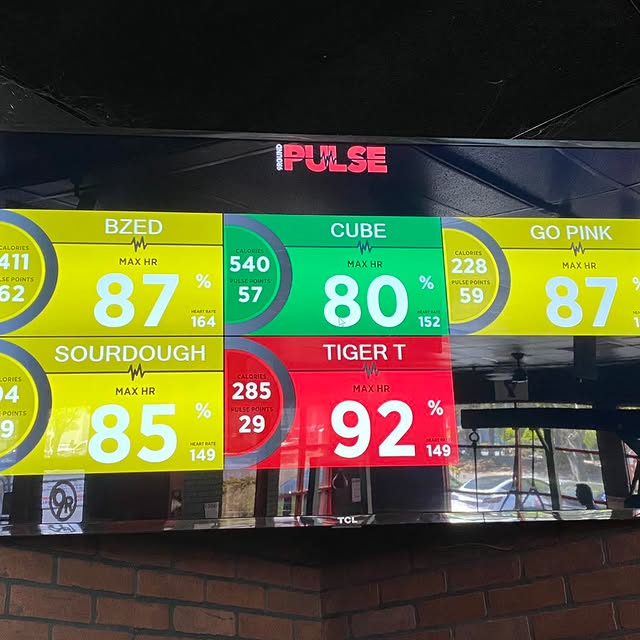 9ROUND PULSE
BZED
CALORIES
411
PULSE POINTS
62
MAX HR
87 %
HEART RATE
164
CUBE
CALORIES
540
PULSE POINTS
57
MAX HR
80 %
HEART RATE
152
GO PINK
CALORIES
228
PULSE POINTS
59
MAX HR
87 %
SOURDOUGH
MAX HR
85 %
HEART RATE
149
TIGER T
CALORIES
285
PULSE POINTS
29
MAX HR
92 %
HEART RATE
149
9R
TCL